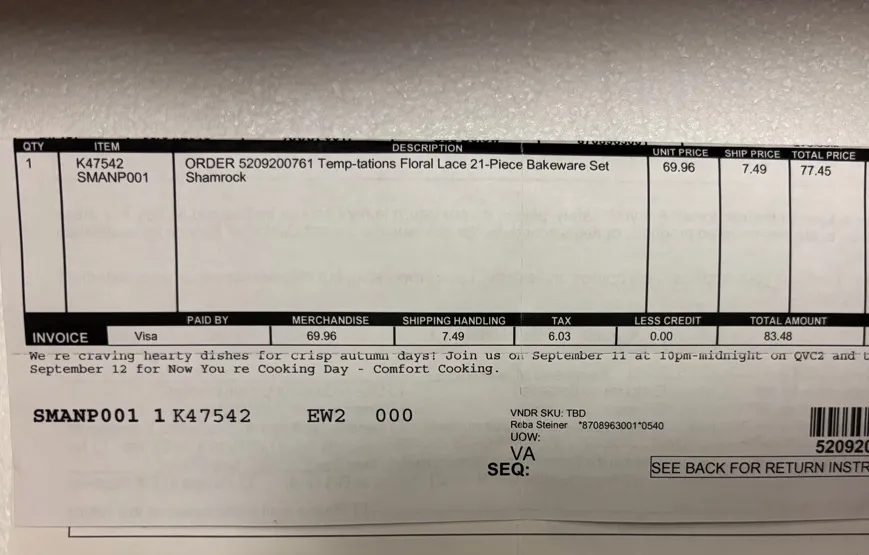 QTY ITEM DESCRIPTION UNIT PRICE SHIP PRICE TOTAL PRICE
1 K42542 ORDER 5209200761 Temp-tations Floral Lace 21-Piece Bakeware Set 69.96 7.49 77.45
SMANP001 Shamrock
PAID BY MERCHANDISE SHIPPING HANDLING TAX LESS CREDIT TOTAL AMOUNT
INVOICE Visa 69.96 7.49 6.03 0.00 83.48
We re craving hearty dishes for crisp autumn days! Join us on September 11 at 10pm-midnight on QVC2 and
September 12 for Now You re Cooking Day - Comfort Cooking.
SMANP001 1 K47542 EW2 000
VNDR SKU: TBD
Reba Steiner *8708963001*0540
UOW:
VA
SEQ:
52092
SEE BACK FOR RETURN INSTR